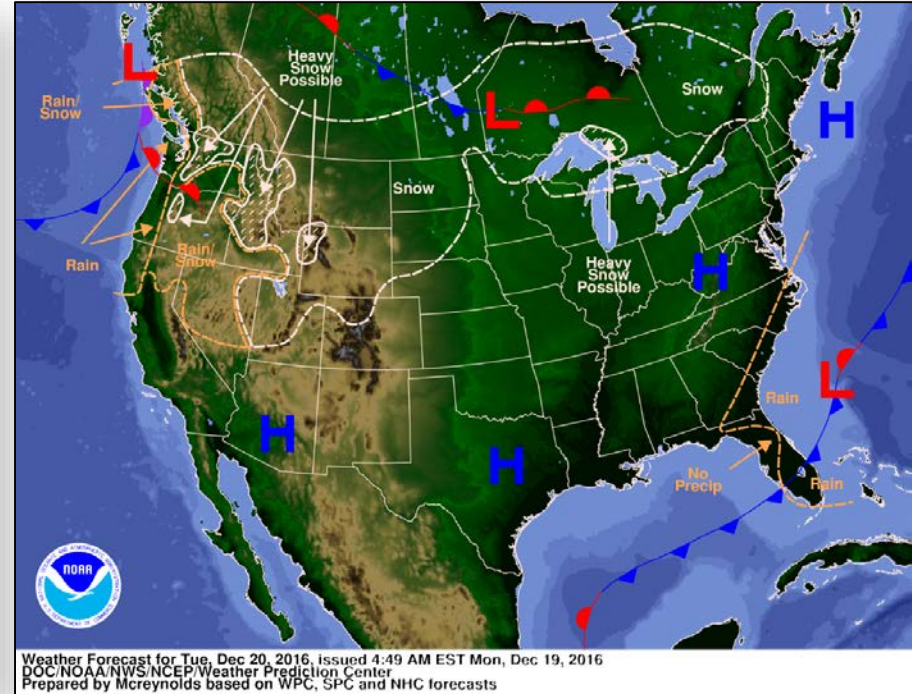 Heavy
Snow
Possible
L
Rain/
Snow
L
Snow
H
Snow
Rain
Rain/
Snow
Heavy
Snow
Possible
H
L
Rain
H
H
No
Precip
Rain
NOAA
Weather Forecast for Tue, Dec 20, 2016, issued 4:49 AM EST Mon, Dec 19, 2016
DOC/NOAA/NWS/NCEP/Weather Prediction Center
Prepared by Mcreynolds based on WPC, SPC and NHC forecasts